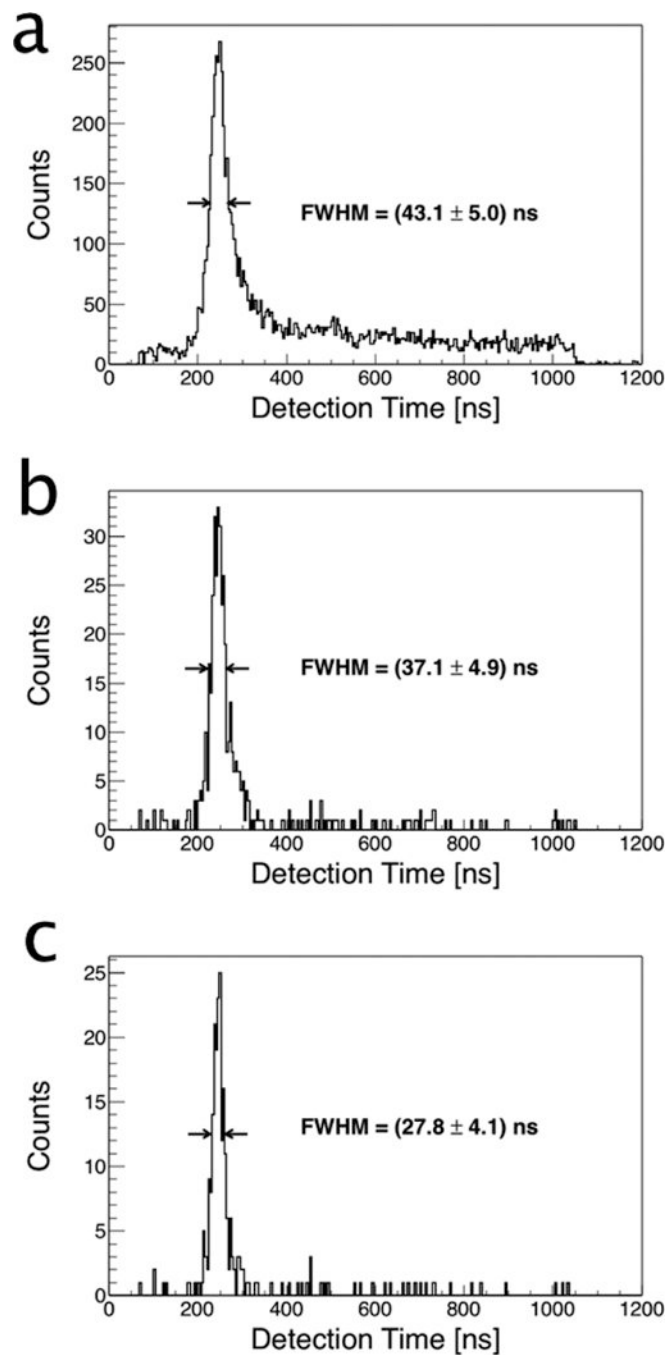 a
250
200
150
100
50
0
Counts
FWHM = (43.1 ± 5.0) ns
0 200 400 600 800 1000 1200
Detection Time [ns]
b
30
25
20
15
10
5
0
Counts
FWHM = (37.1 ± 4.9) ns
0 200 400 600 800 1000 1200
Detection Time [ns]
c
25
20
15
10
5
0
Counts
FWHM = (27.8 ± 4.1) ns
0 200 400 600 800 1000 1200
Detection Time [ns]